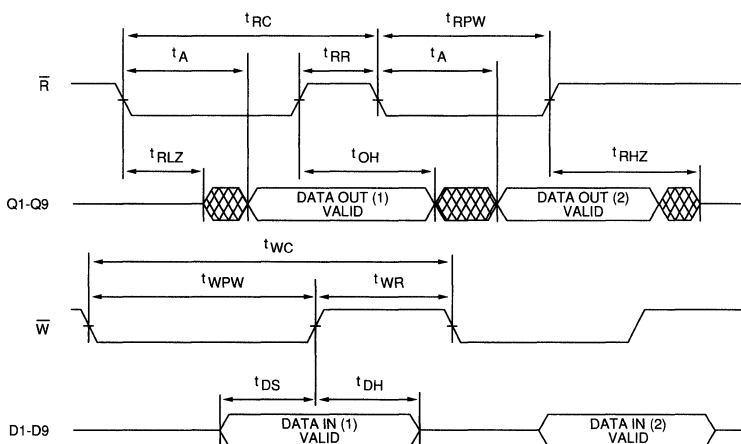 tRC tRPW
tA tRR tA
R̅
tRLZ tOH tRHZ
Q1-Q9 DATA OUT (1) VALID DATA OUT (2) VALID
tWC
tWPW tWR
W̅
tDS tDH
D1-D9 DATA IN (1) VALID DATA IN (2) VALID